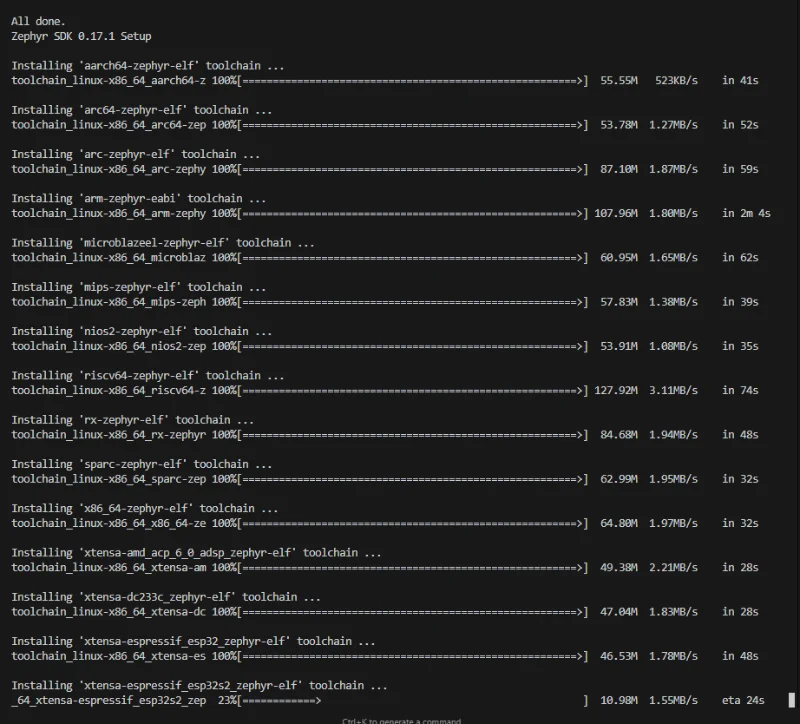 All done.
Zephyr SDK 0.17.1 Setup
Installing 'aarch64-zephyr-elf' toolchain ...
toolchain_linux-x86_64_aarch64-z 100%[=======================================================>]  55.55M   523KB/s    in 41s
Installing 'arc64-zephyr-elf' toolchain ...
toolchain_linux-x86_64_arc64-zep 100%[=======================================================>]  53.78M  1.27MB/s    in 52s
Installing 'arc-zephyr-elf' toolchain ...
toolchain_linux-x86_64_arc-zephy 100%[=======================================================>]  87.10M  1.87MB/s    in 59s
Installing 'arm-zephyr-eabi' toolchain ...
toolchain_linux-x86_64_arm-zephy 100%[=======================================================>] 107.96M  1.80MB/s    in 2m 4s
Installing 'microblazeel-zephyr-elf' toolchain ...
toolchain_linux-x86_64_microblaz 100%[=======================================================>]  60.95M  1.65MB/s    in 62s
Installing 'mips-zephyr-elf' toolchain ...
toolchain_linux-x86_64_mips-zeph 100%[=======================================================>]  57.83M  1.38MB/s    in 39s
Installing 'nios2-zephyr-elf' toolchain ...
toolchain_linux-x86_64_nios2-zep 100%[=======================================================>]  53.91M  1.08MB/s    in 35s
Installing 'riscv64-zephyr-elf' toolchain ...
toolchain_linux-x86_64_riscv64-z 100%[=======================================================>] 127.92M  3.11MB/s    in 74s
Installing 'rx-zephyr-elf' toolchain ...
toolchain_linux-x86_64_rx-zephyr 100%[=======================================================>]  84.68M  1.94MB/s    in 48s
Installing 'sparc-zephyr-elf' toolchain ...
toolchain_linux-x86_64_sparc-zep 100%[=======================================================>]  62.99M  1.95MB/s    in 32s
Installing 'x86_64-zephyr-elf' toolchain ...
toolchain_linux-x86_64_x86_64-ze 100%[=======================================================>]  64.80M  1.97MB/s    in 32s
Installing 'xtensa-amd_acp_6_0_adsp_zephyr-elf' toolchain ...
toolchain_linux-x86_64_xtensa-am 100%[=======================================================>]  49.38M  2.21MB/s    in 28s
Installing 'xtensa-dc233c_zephyr-elf' toolchain ...
toolchain_linux-x86_64_xtensa-dc 100%[=======================================================>]  47.04M  1.83MB/s    in 28s
Installing 'xtensa-espressif_esp32_zephyr-elf' toolchain ...
toolchain_linux-x86_64_xtensa-es 100%[=======================================================>]  46.53M  1.78MB/s    in 48s
Installing 'xtensa-espressif_esp32s2_zephyr-elf' toolchain ...
_64_xtensa-espressif_esp32s2_zep  23%[============>                                           ]  10.98M  1.55MB/s    eta 24s
Ctrl+K to generate a command